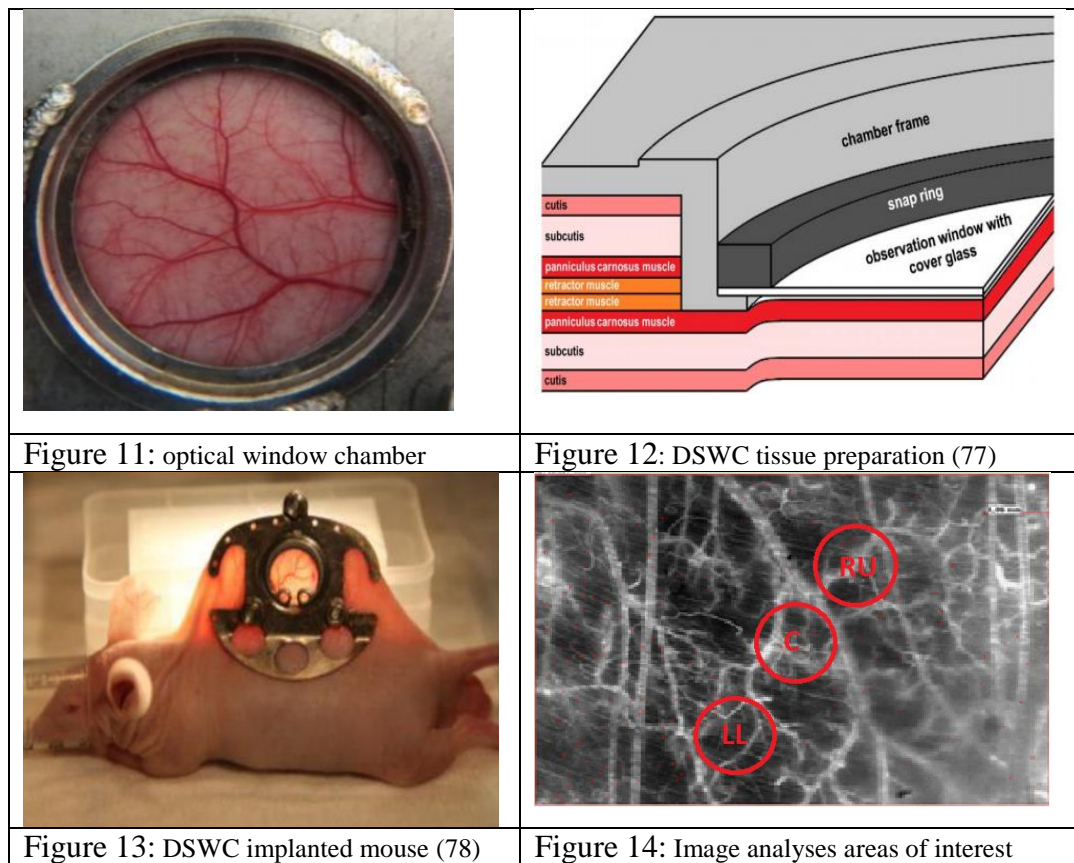 chamber frame
snap ring
observation window with
cover glass
cutis
subcutis
panniculus carnosus muscle
retractor muscle
retractor muscle
panniculus carnosus muscle
subcutis
cutis
Figure 11: optical window chamber
Figure 12: DSWC tissue preparation (77)
RU
C
LL
Figure 13: DSWC implanted mouse (78)
Figure 14: Image analyses areas of interest